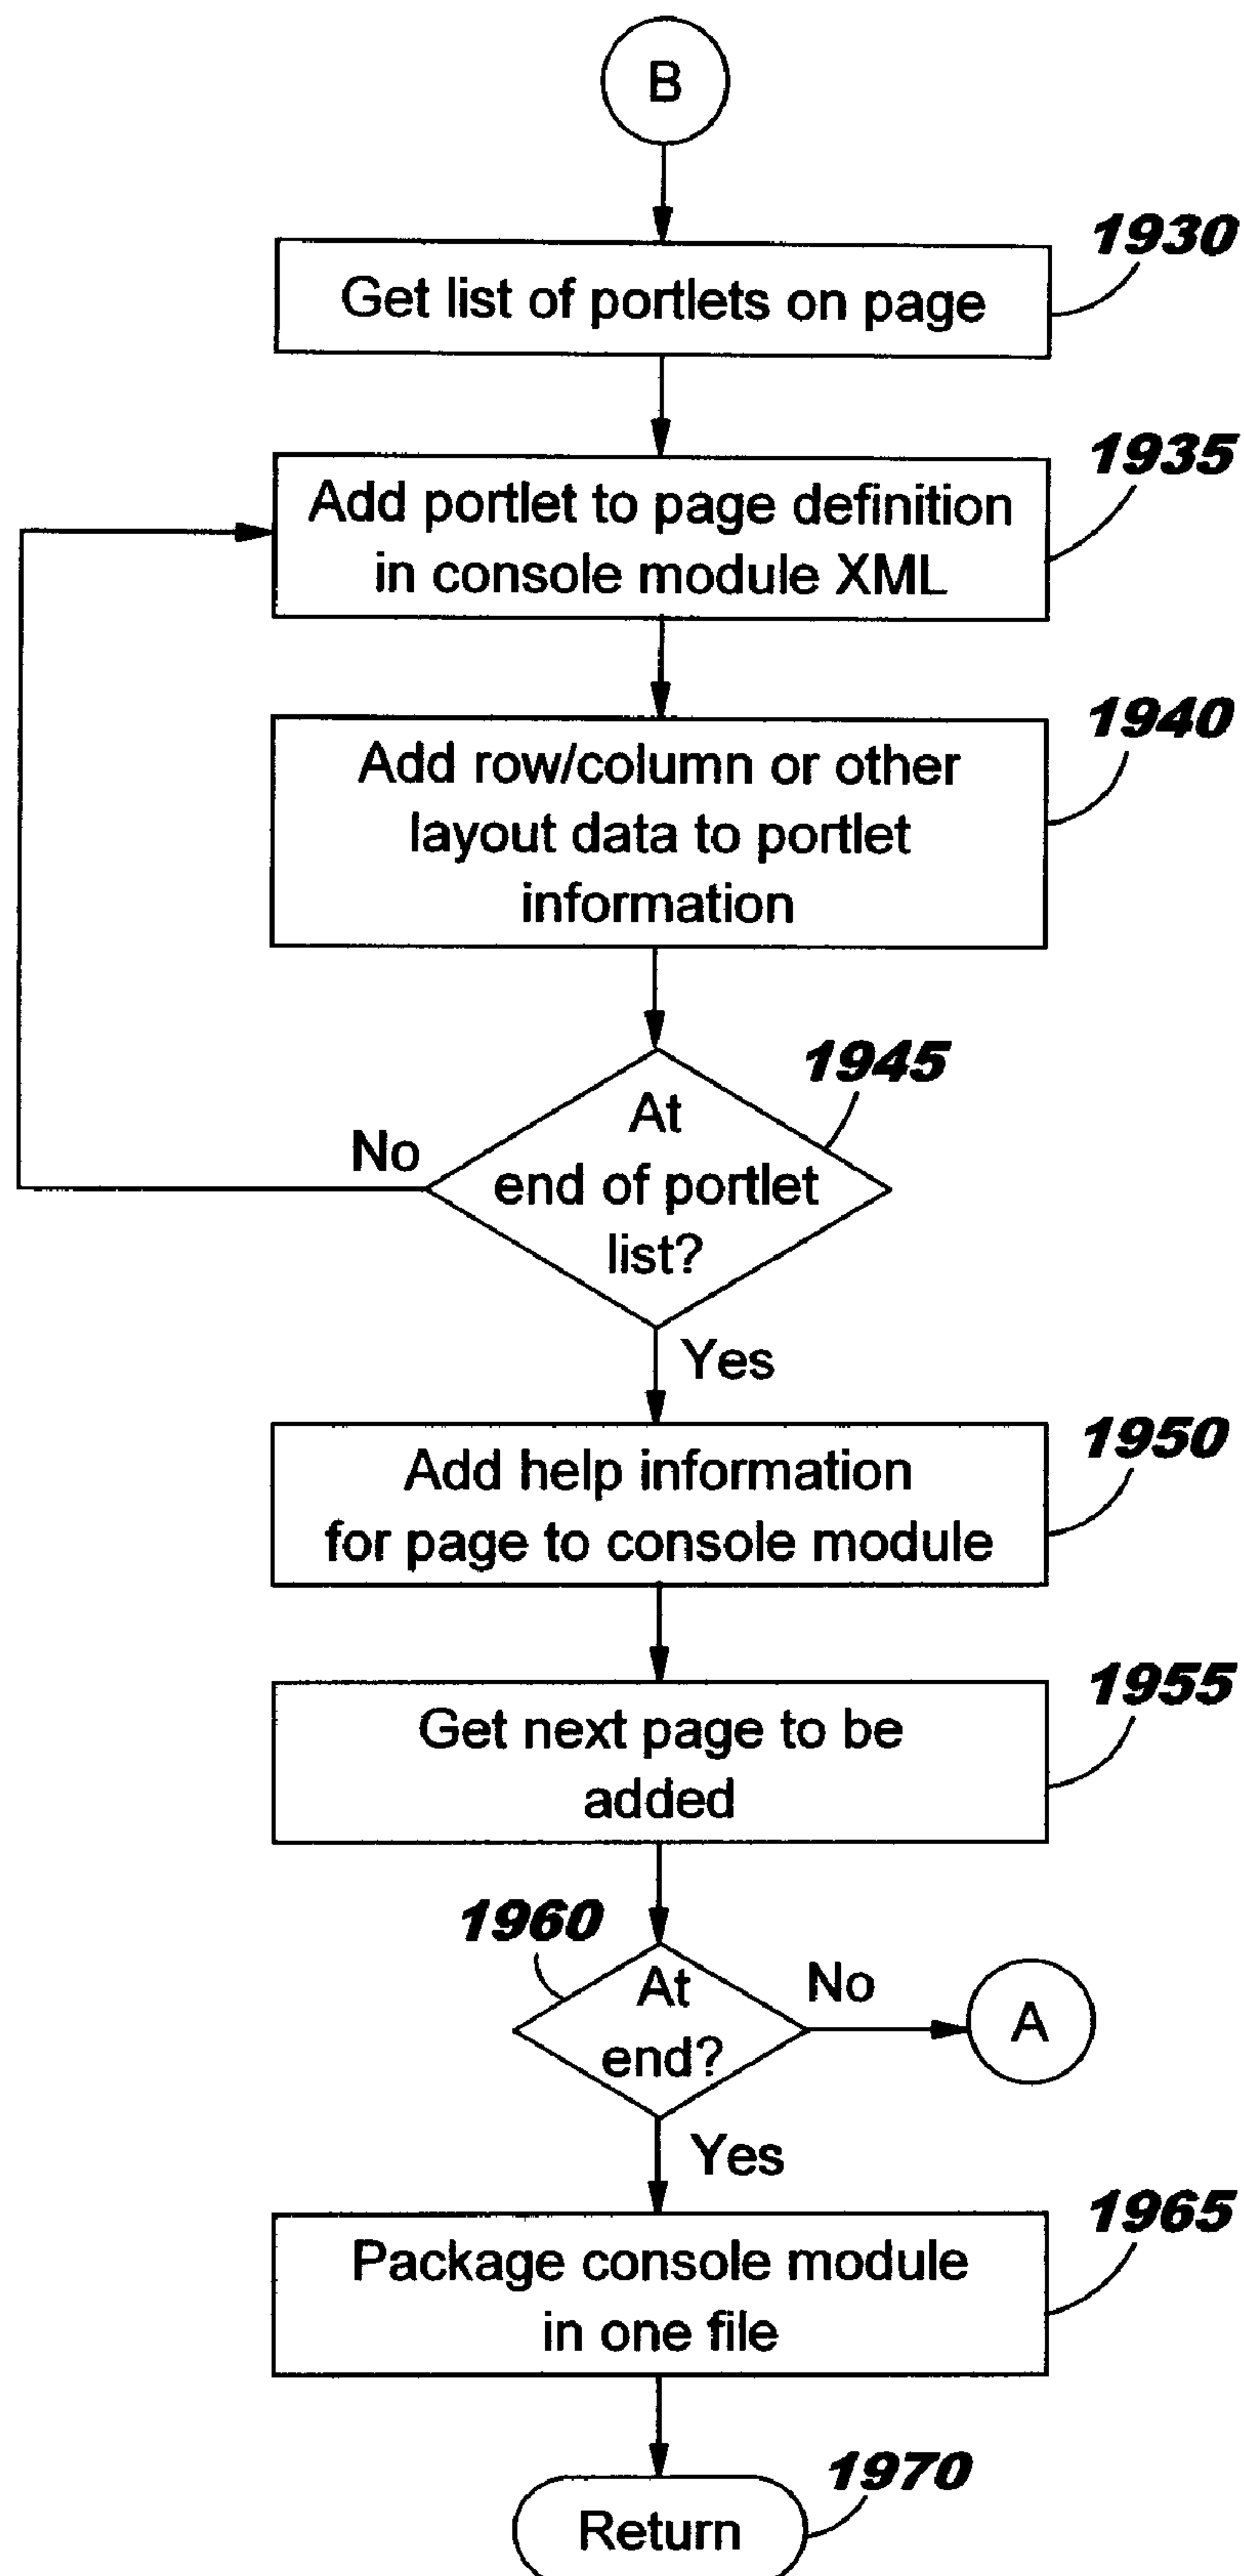 B
1930
Get list of portlets on page
1935
Add portlet to page definition
in console module XML
1940
Add row/column or other
layout data to portlet
information
1945
At
end of portlet
list?
No
Yes
1950
Add help information
for page to console module
1955
Get next page to be
added
1960
At
end?
No
A
Yes
1965
Package console module
in one file
1970
Return